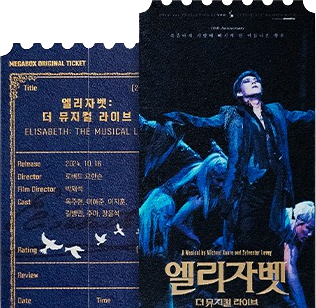 MEGABOX ORIGINAL TICKET
Title
엘리자벳:
더 뮤지컬 라이브
ELISABETH: THE MUSICAL L
Release 2024. 10. 16
Director 로버트 요한슨
Film Director 박재석
Cast 옥주현, 이해준, 이지훈,
길병민, 주아, 장윤석
Rating
Review
Date
10th Anniversary
A Musical by Michael Kunze and Sylvester Levay
엘리자벳
더 뮤지컬 라이브